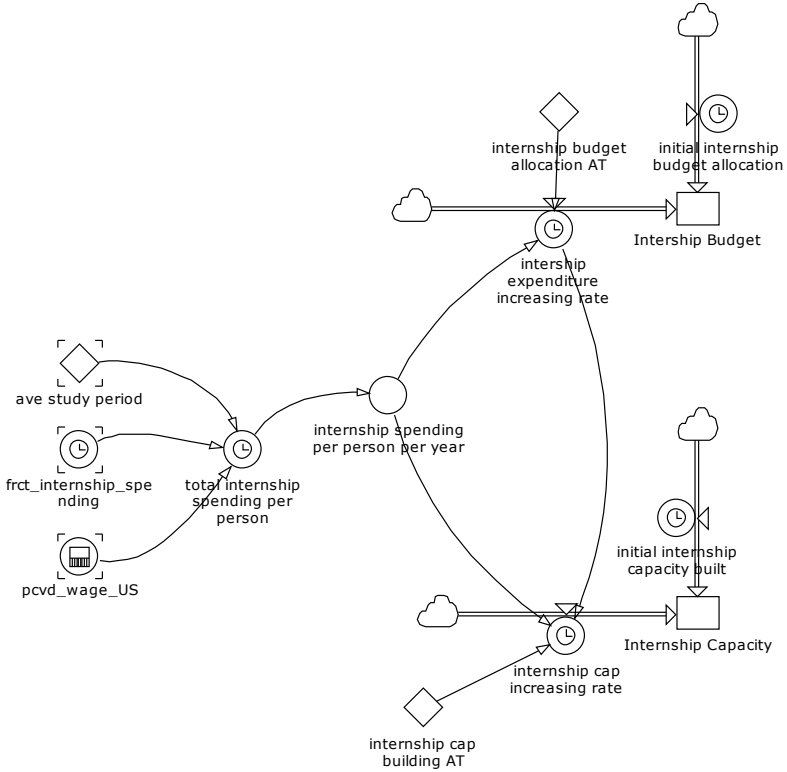 internship budget
allocation AT
initial internship
budget allocation
Intership Budget
intership
expenditure
increasing rate
ave study period
internship spending
per person per year
frct_internship_spe
nding
total internship
spending per
person
pcvd_wage_US
initial internship
capacity built
Internship Capacity
internship cap
increasing rate
internship cap
building AT